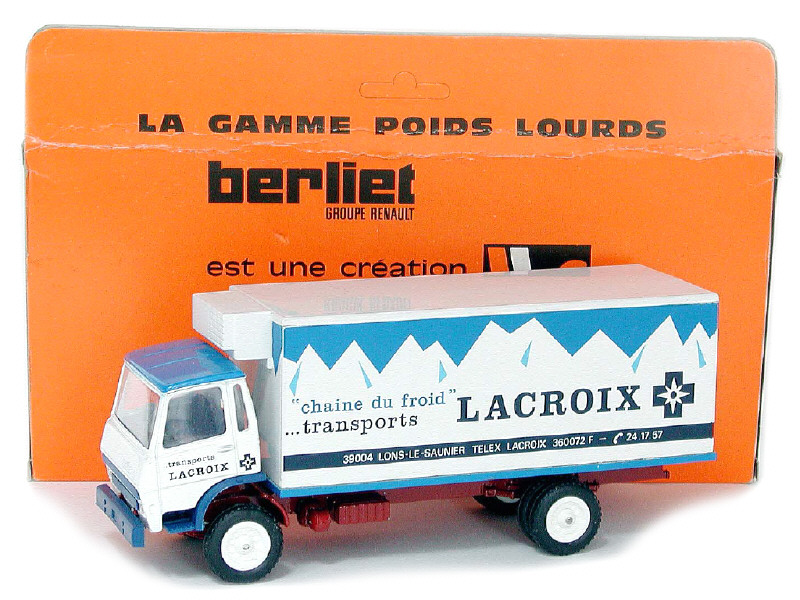 LA GAMME POIDS LOURDS
berliet
GROUPE RENAULT
est une création
"chaine du froid"
...transports
LACROIX
39004 LONS-LE-SAUNIER TELEX LACROIX 360072 F - 24.17.57
..transports
LACROIX